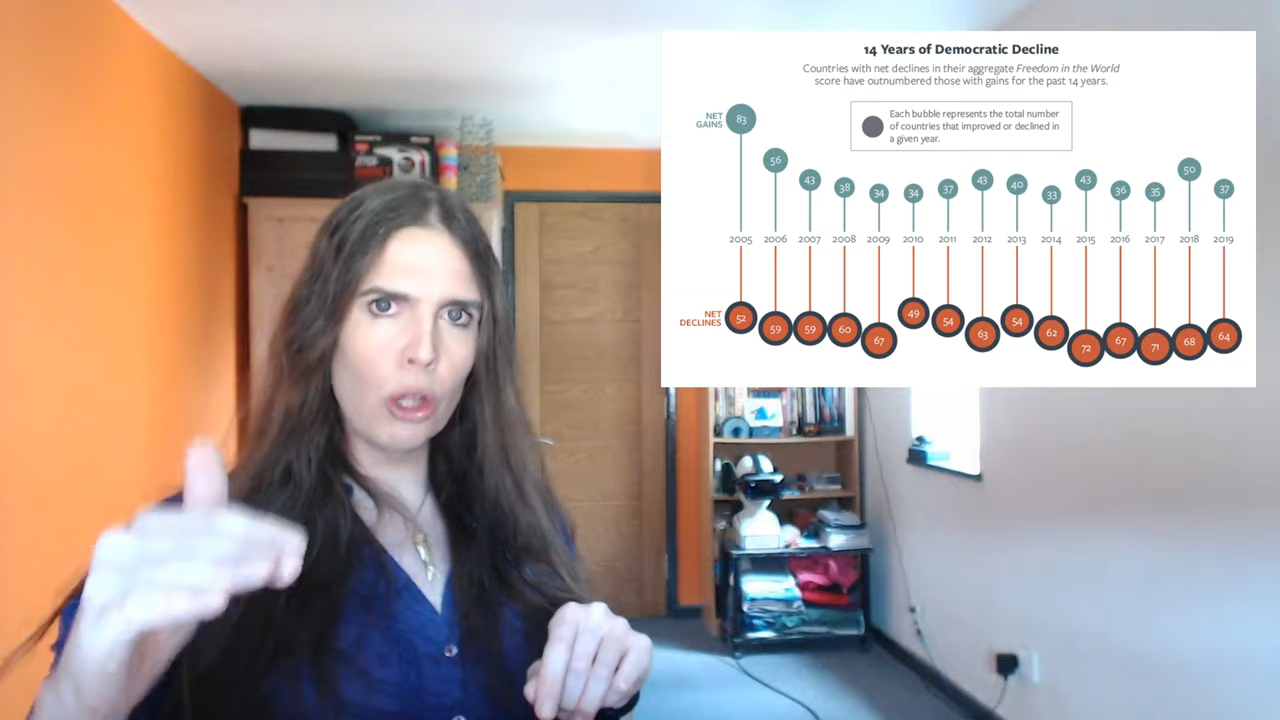 14 Years of Democratic Decline
Countries with net declines in their aggregate Freedom in the World
score have outnumbered those with gains for the past 14 years.
Each bubble represents the total number
of countries that improved or declined in
a given year.
NET
GAINS
83 56 43 38 34 34 37 43 40 33 43 36 35 50 37
2005 2006 2007 2008 2009 2010 2011 2012 2013 2014 2015 2016 2017 2018 2019
NET
DECLINES
52 59 59 60 67 49 54 63 54 62 72 67 71 68 64